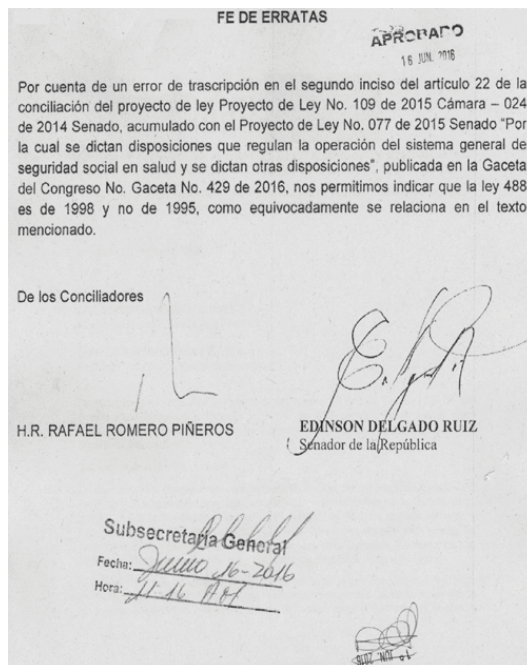 FE DE ERRATAS
APROBADO
16 JUN. 2016
Por cuenta de un error de trascripción en el segundo inciso del artículo 22 de la
conciliación del proyecto de ley Proyecto de Ley No. 109 de 2015 Cámara – 024
de 2014 Senado, acumulado con el Proyecto de Ley No. 077 de 2015 Senado “Por
la cual se dictan disposiciones que regulan la operación del sistema general de
seguridad social en salud y se dictan otras disposiciones”, publicada en la Gaceta
del Congreso No. Gaceta No. 429 de 2016, nos permitimos indicar que la ley 488
es de 1998 y no de 1995, como equivocadamente se relaciona en el texto
mencionado.
De los Conciliadores
H.R. RAFAEL ROMERO PIÑEROS
EDINSON DELGADO RUIZ
Senador de la República
Subsecretaría General
Fecha: Junio 16-2016
Hora: 11:16 AM